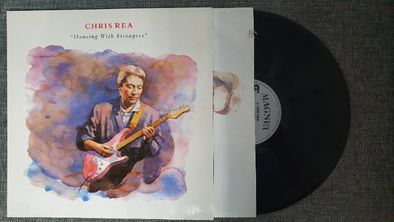 CHRIS REA
"Dancing With Strangers"
MAGNET